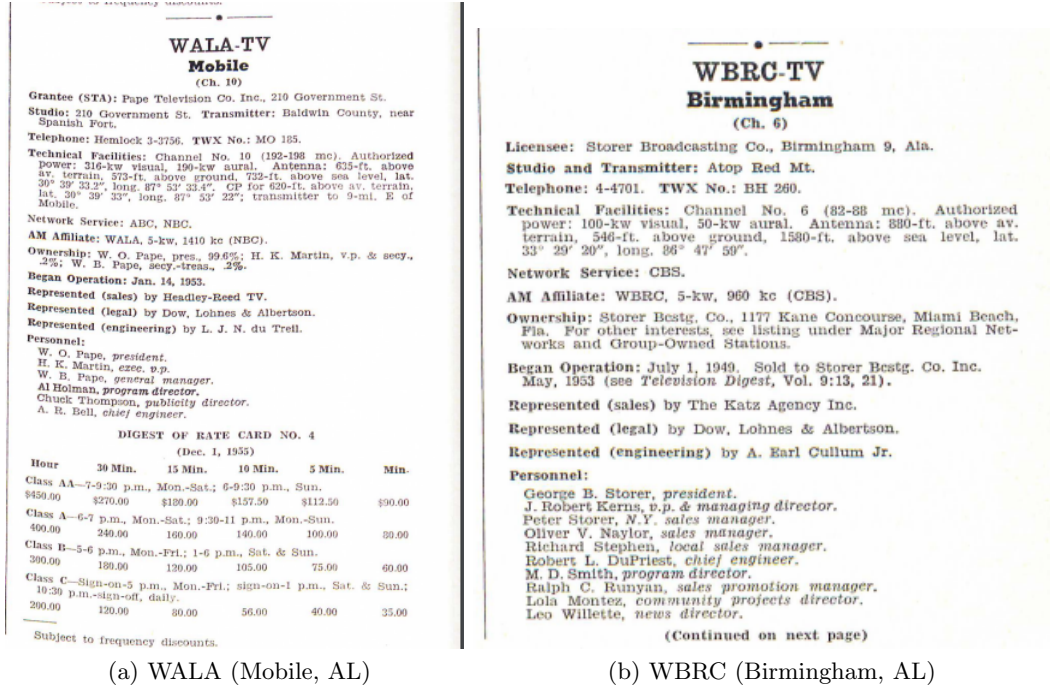 Subject to frequency discounts.
WALA-TV
Mobile
(Ch. 10)
Grantee (STA): Pape Television Co. Inc., 210 Government St.
Studio: 210 Government St. Transmitter: Baldwin County, near
Spanish Fort.
Telephone: Hemlock 3-3756. TWX No.: MO 185.
Technical Facilities: Channel No. 10 (192-198 mc). Authorized
power: 316-kw visual, 190-kw aural. Antenna: 635-ft. above
av. terrain, 573-ft. above ground, 732-ft. above sea level, lat.
30° 39′ 33.2″, long. 87° 53′ 33.4″. CP for 620-ft. above av. terrain,
lat. 30° 39′ 33″, long. 87° 53′ 22″; transmitter to 9-mi. E of
Mobile.
Network Service: ABC, NBC.
AM Affiliate: WALA, 5-kw, 1410 kc (NBC).
Ownership: W. O. Pape, pres., 99.6%; H. K. Martin, v.p. & secy.,
.2%; W. B. Pape, secy.-treas., .2%.
Began Operation: Jan. 14, 1953.
Represented (sales) by Headley-Reed TV.
Represented (legal) by Dow, Lohnes & Albertson.
Represented (engineering) by L. J. N. du Treil.
Personnel:
W. O. Pape, president.
H. K. Martin, exec. v.p.
W. B. Pape, general manager.
Al Holman, program director.
Chuck Thompson, publicity director.
A. R. Bell, chief engineer.
DIGEST OF RATE CARD NO. 4
(Dec. 1, 1955)
Hour 30 Min. 15 Min. 10 Min. 5 Min. Min.
Class AA—7-9:30 p.m., Mon.-Sat.; 6-9:30 p.m., Sun.
$450.00 $270.00 $180.00 $157.50 $112.50 $90.00
Class A—6-7 p.m., Mon.-Sat.; 9:30-11 p.m., Mon.-Sun.
400.00 240.00 160.00 140.00 100.00 80.00
Class B—5-6 p.m., Mon.-Fri.; 1-6 p.m., Sat. & Sun.
300.00 180.00 120.00 105.00 75.00 60.00
Class C—Sign-on-5 p.m., Mon.-Fri.; sign-on-1 p.m., Sat. & Sun.;
10:30 p.m.-sign-off, daily.
200.00 120.00 80.00 56.00 40.00 35.00
Subject to frequency discounts.
(a) WALA (Mobile, AL)
WBRC-TV
Birmingham
(Ch. 6)
Licensee: Storer Broadcasting Co., Birmingham 9, Ala.
Studio and Transmitter: Atop Red Mt.
Telephone: 4-4701. TWX No.: BH 260.
Technical Facilities: Channel No. 6 (82-88 mc). Authorized
power: 100-kw visual, 50-kw aural. Antenna: 880-ft. above av.
terrain, 546-ft. above ground, 1580-ft. above sea level, lat.
33° 29′ 20″, long. 86° 47′ 59″.
Network Service: CBS.
AM Affiliate: WBRC, 5-kw, 960 kc (CBS).
Ownership: Storer Bcstg. Co., 1177 Kane Concourse, Miami Beach,
Fla. For other interests, see listing under Major Regional Net-
works and Group-Owned Stations.
Began Operation: July 1, 1949. Sold to Storer Bcstg. Co. Inc.
May, 1953 (see Television Digest, Vol. 9:13, 21).
Represented (sales) by The Katz Agency Inc.
Represented (legal) by Dow, Lohnes & Albertson.
Represented (engineering) by A. Earl Cullum Jr.
Personnel:
George B. Storer, president.
J. Robert Kerns, v.p. & managing director.
Peter Storer, N.Y. sales manager.
Oliver V. Naylor, sales manager.
Richard Stephen, local sales manager.
Robert L. DuPriest, chief engineer.
M. D. Smith, program director.
Ralph C. Runyan, sales promotion manager.
Lola Montez, community projects director.
Leo Willette, news director.
(Continued on next page)
(b) WBRC (Birmingham, AL)